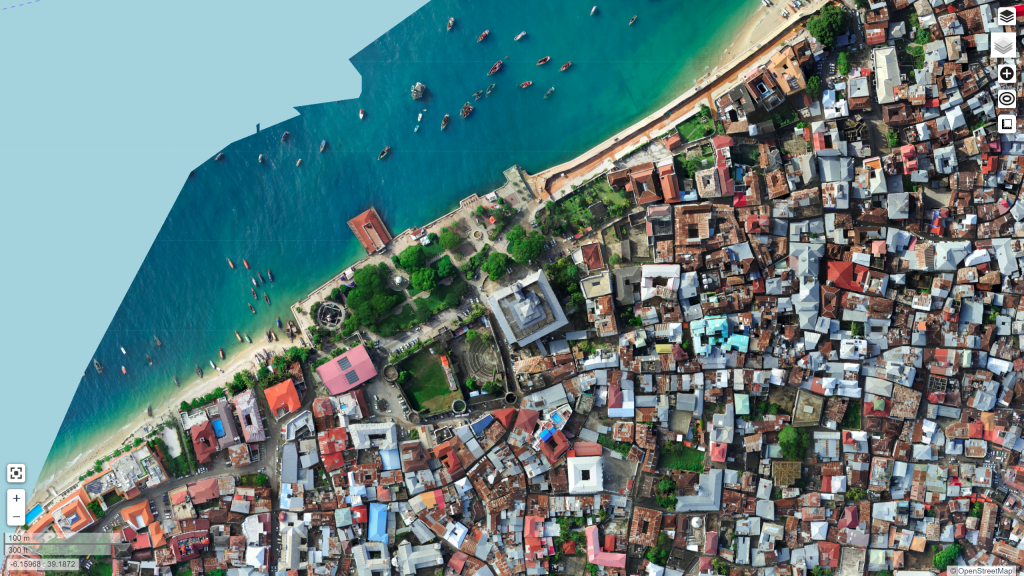 +
−
100 m
300 ft
-6.15968 : 39.1872
© OpenStreetMap